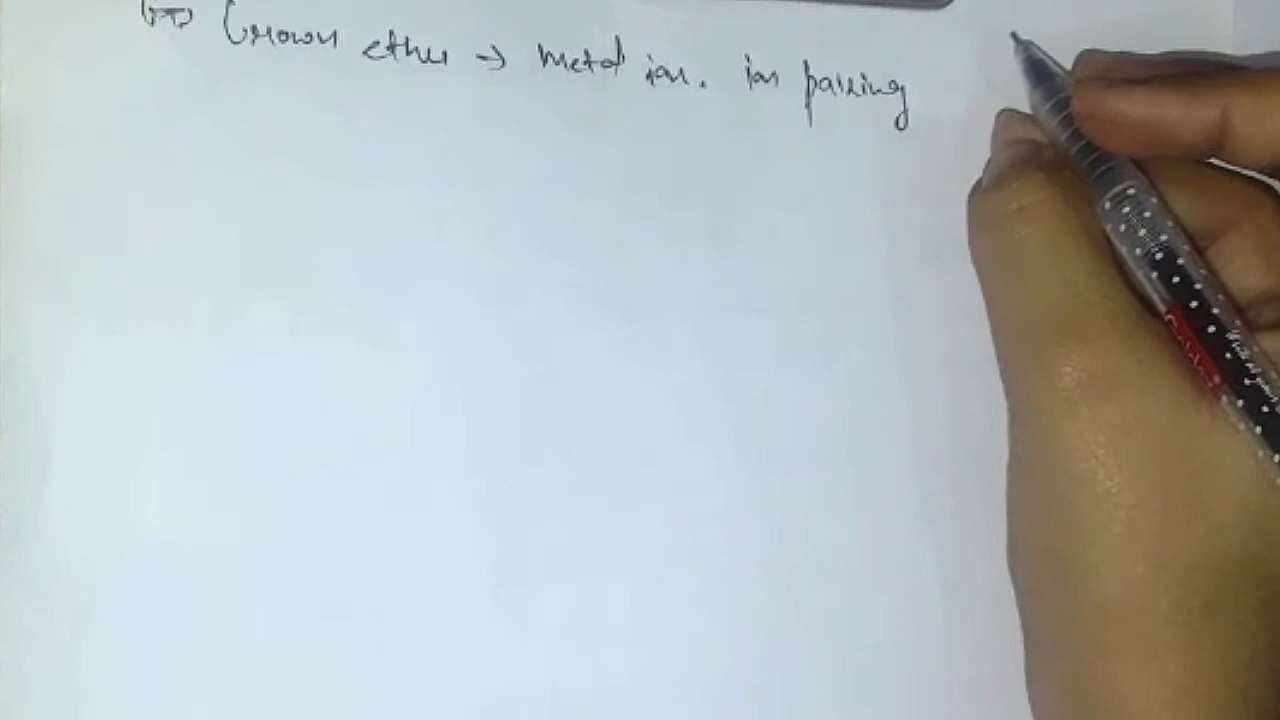 Crown ether → metal ion. ion pairing